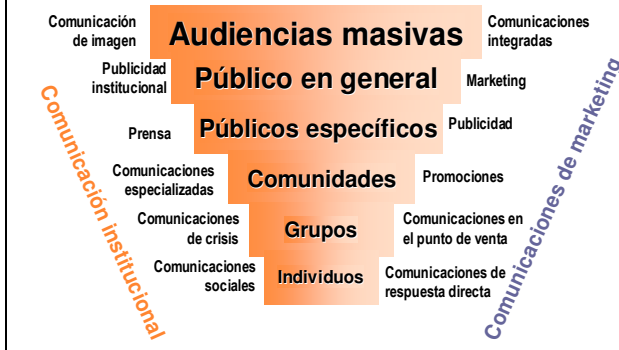 Comunicación
de imagen
Audiencias masivas
Comunicaciones
integradas
Publicidad
institucional
Público en general
Marketing
Prensa
Públicos específicos
Publicidad
Comunicaciones
especializadas
Comunidades
Promociones
Comunicaciones
de crisis
Grupos
Comunicaciones en
el punto de venta
Comunicaciones
sociales
Individuos
Comunicaciones de
respuesta directa
Comunicación institucional
Comunicaciones de marketing